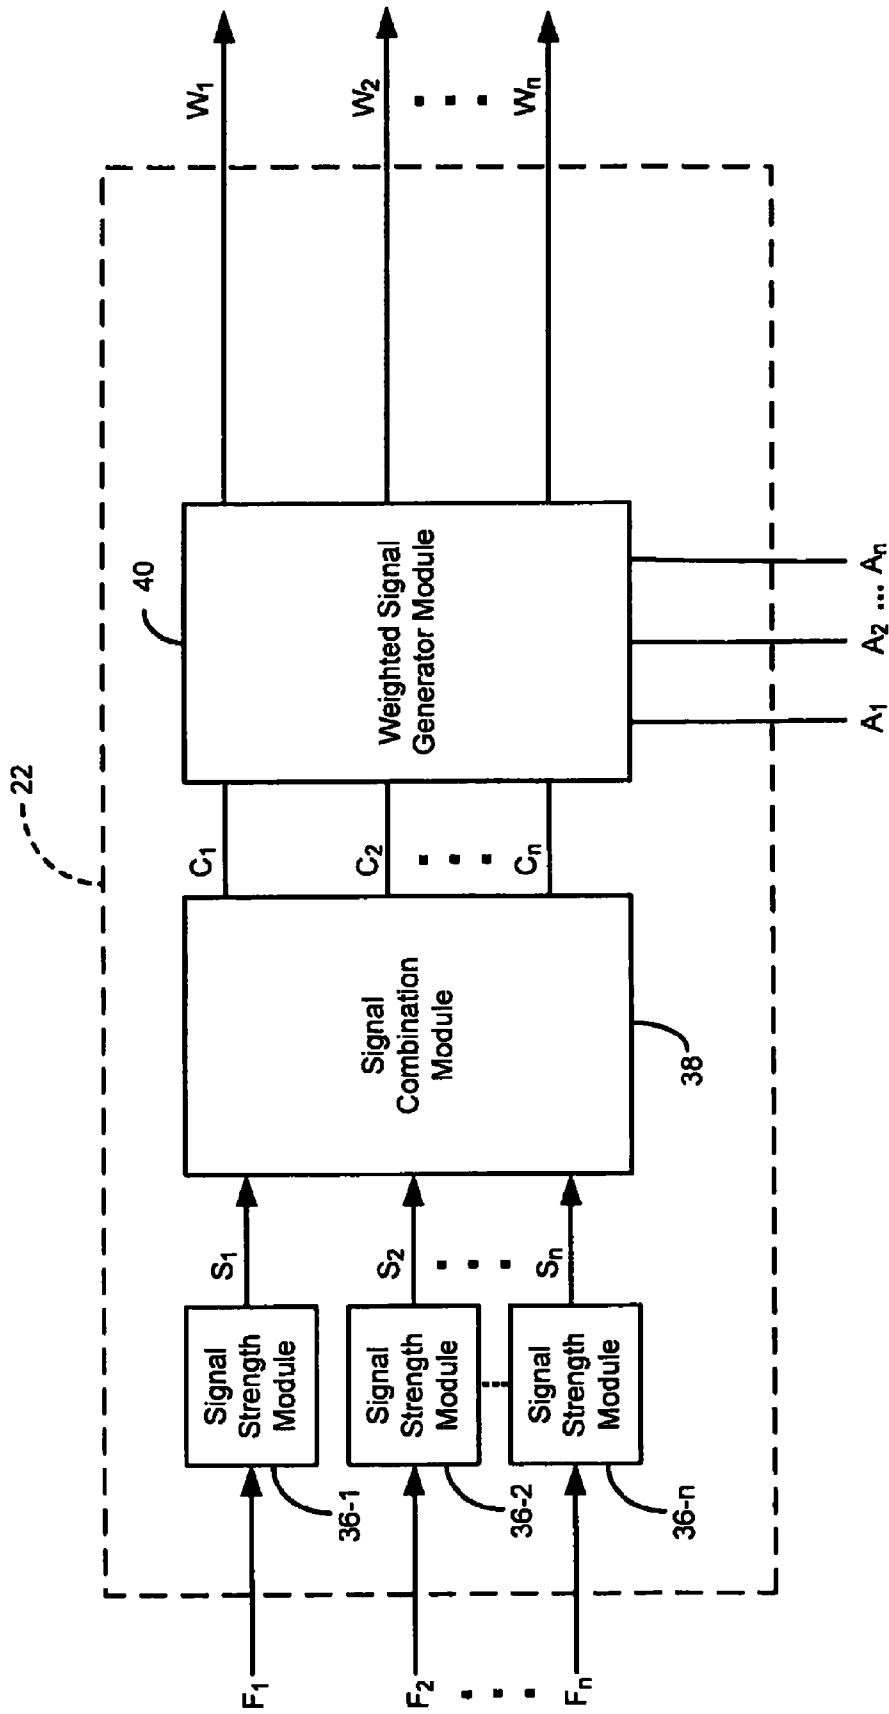 22
F1
F2
Fn
Signal
Strength
Module
36-1
Signal
Strength
Module
36-2
Signal
Strength
Module
36-n
S1
S2
Sn
Signal
Combination
Module
38
C1
C2
Cn
40
Weighted Signal
Generator Module
A1
A2 ... An
W1
W2
Wn